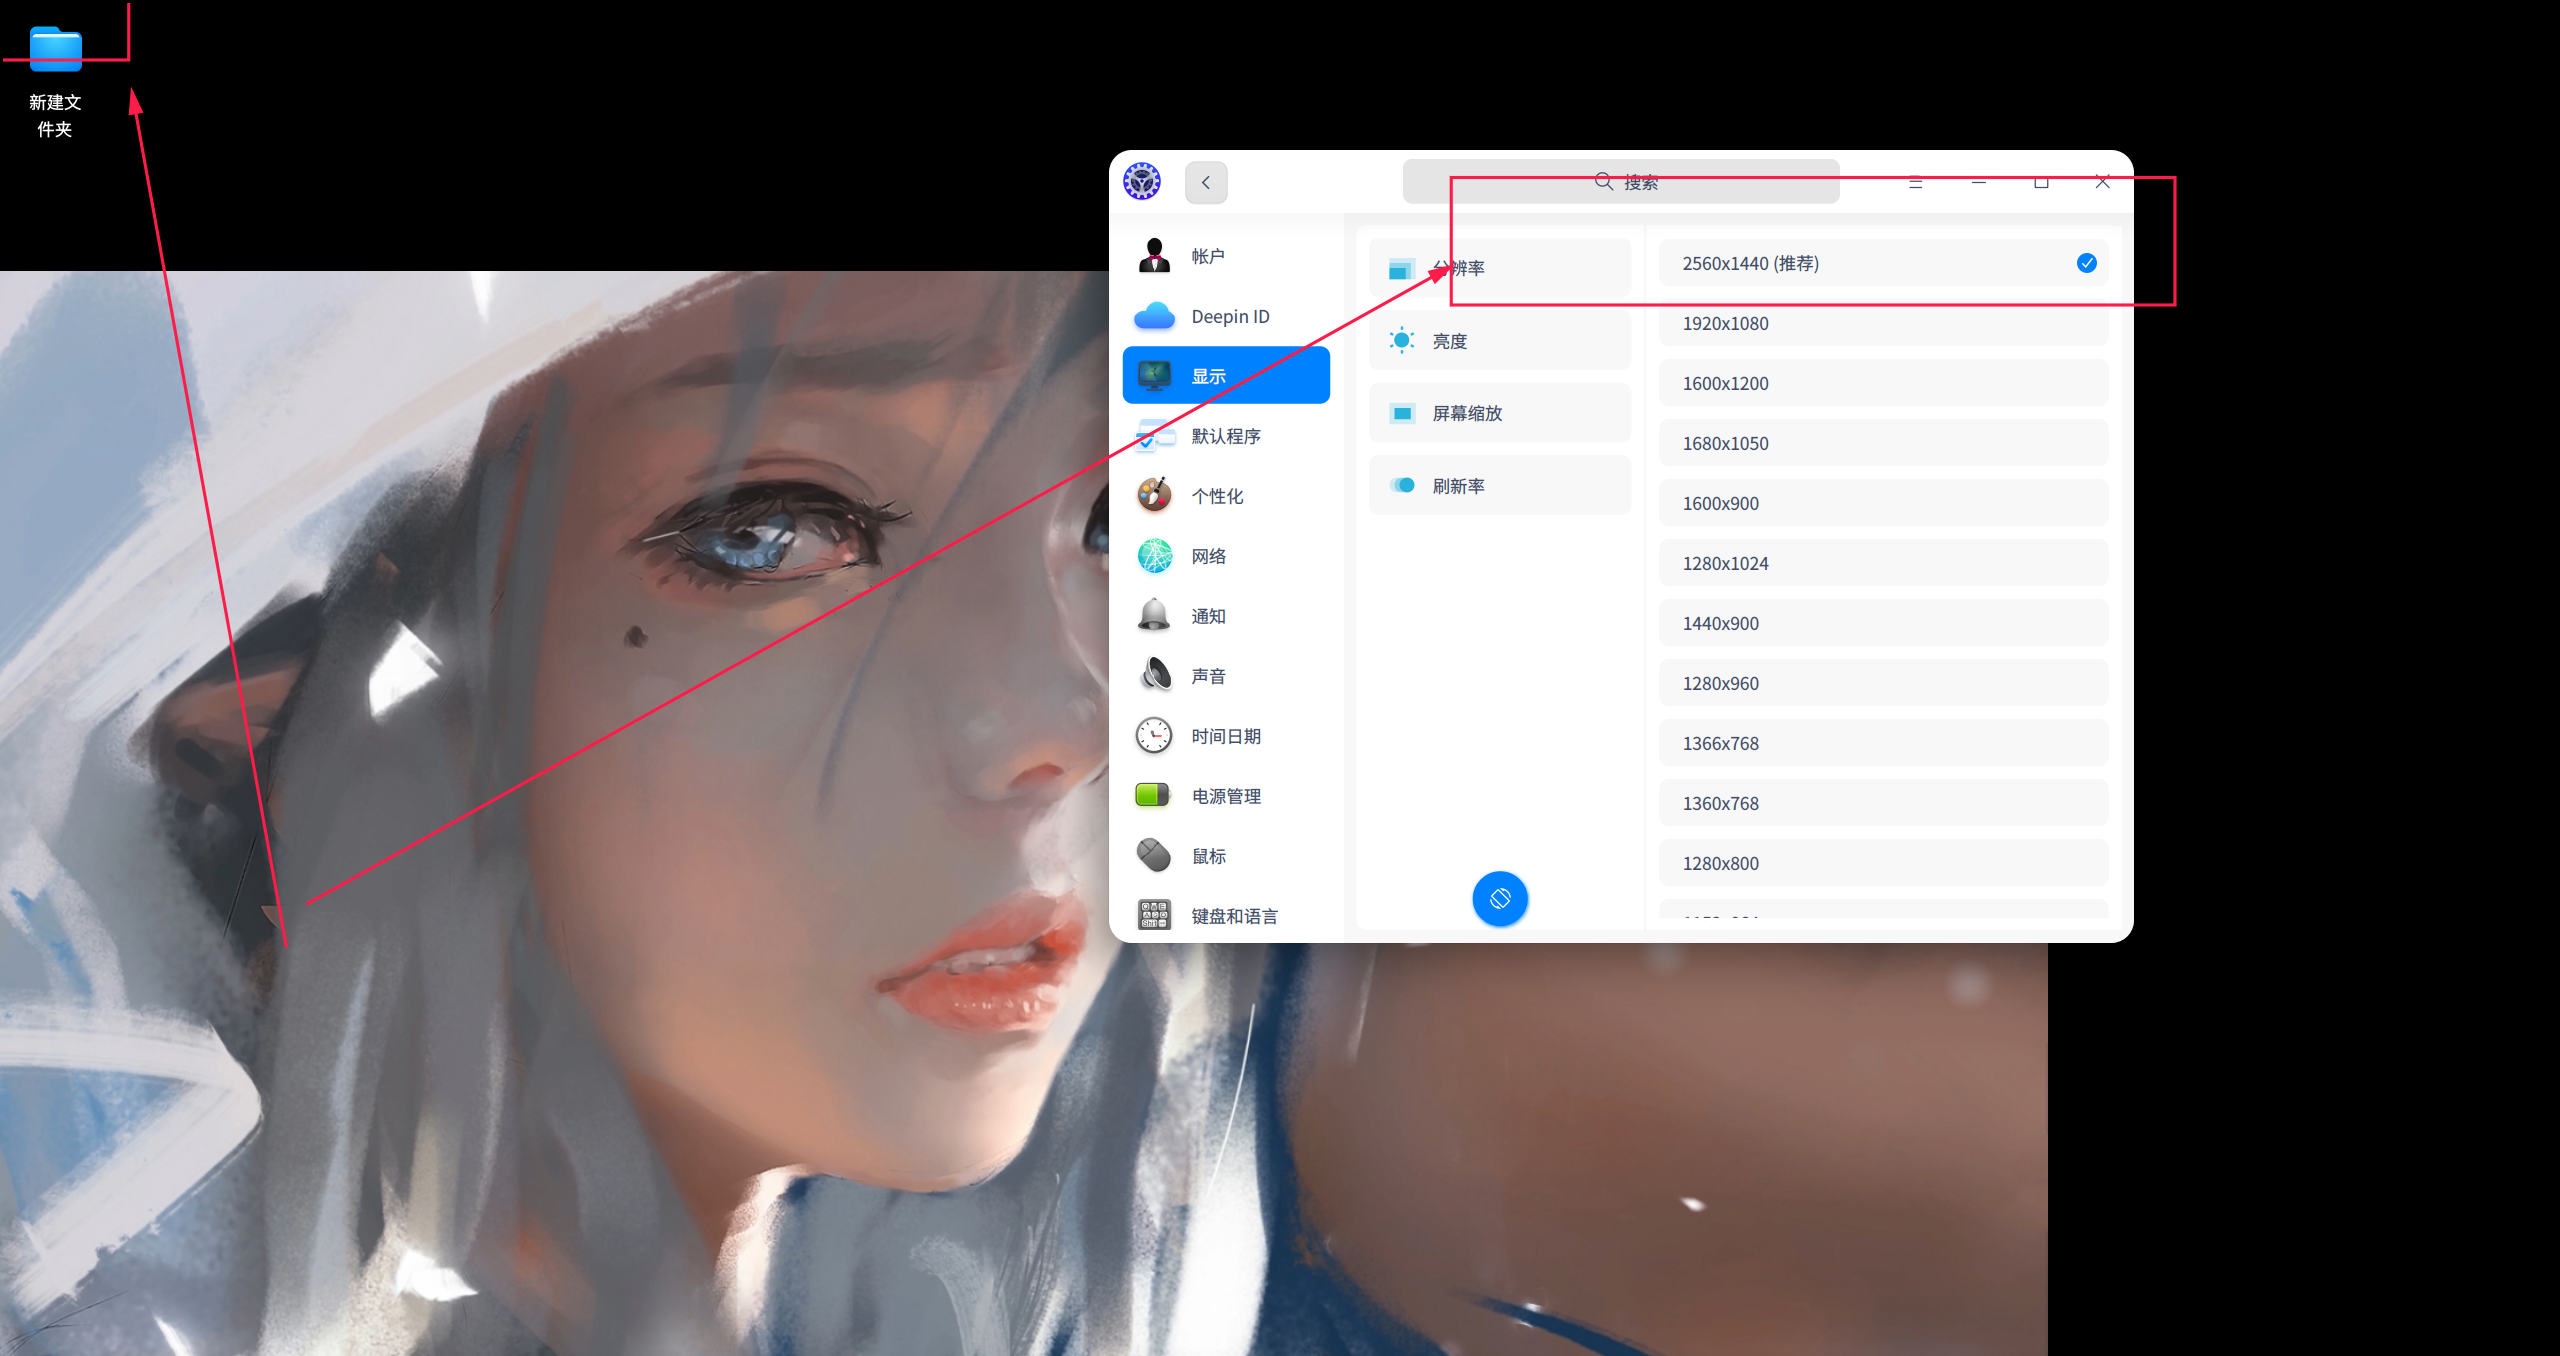 新建文
件夹
搜索
帐户
Deepin ID
显示
默认程序
个性化
网络
通知
声音
时间日期
电源管理
鼠标
键盘和语言
分辨率
亮度
屏幕缩放
刷新率
2560x1440 (推荐)
1920x1080
1600x1200
1680x1050
1600x900
1280x1024
1440x900
1280x960
1366x768
1360x768
1280x800